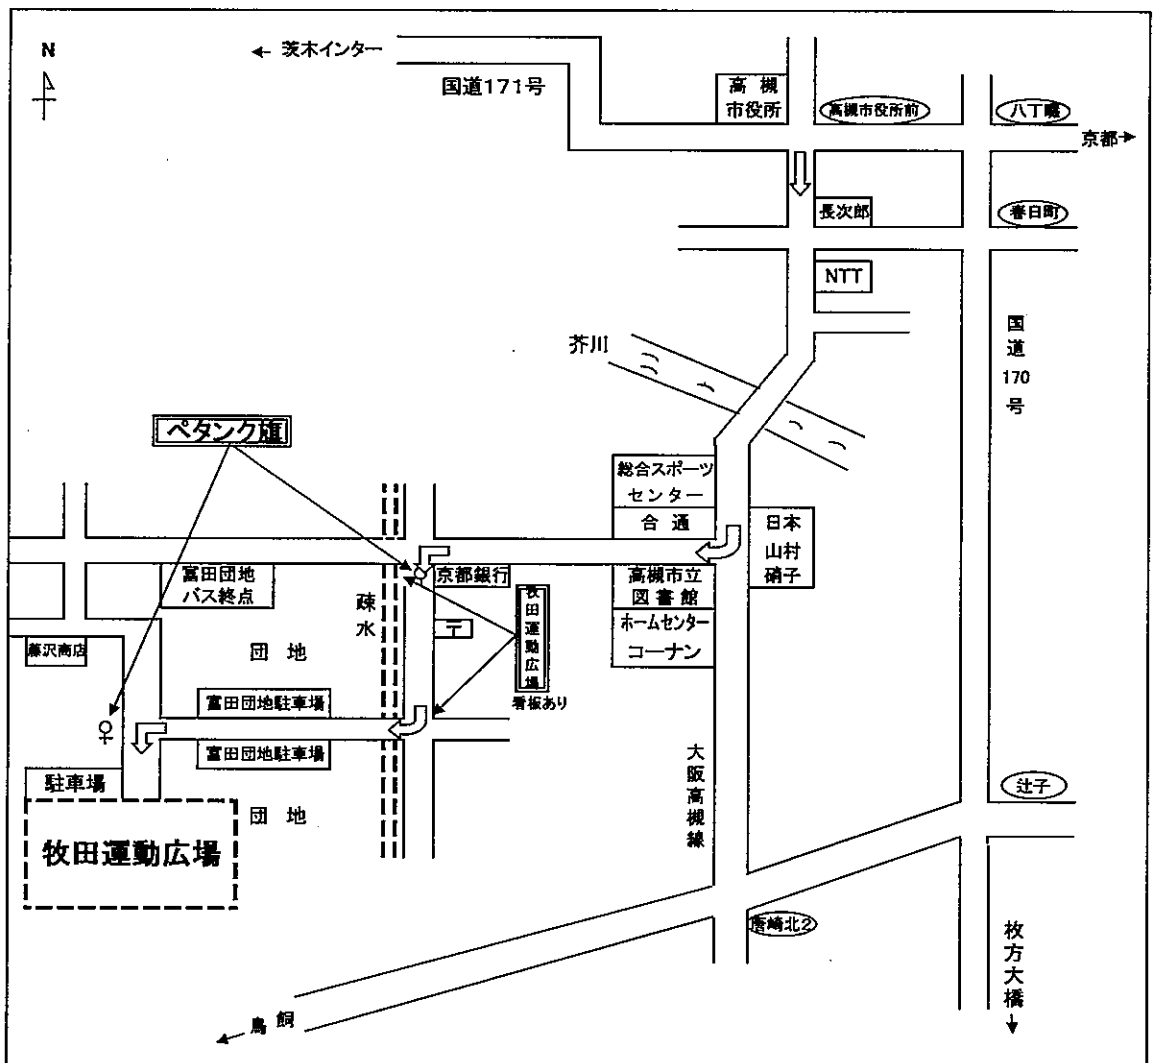 N
← 茨木インター
国道171号
高 槻
市役所
高槻市役所前
八丁畷
京都→
長次郎
春日町
NTT
国
道
170
号
芥川
ペタンク旗
総合スポーツ
センター
合 通
日本
山村
硝子
富田団地
バス終点
疎
水
京都銀行
高槻市立
図書館
牧
田
運
動
広
場
看板あり
〒
ホームセンター
コーナン
藤沢商店
団 地
富田団地駐車場
富田団地駐車場
駐車場
団 地
牧田運動広場
大
阪
高
槻
線
辻子
唐崎北2
枚
方
大
橋
↓
鳥 飼